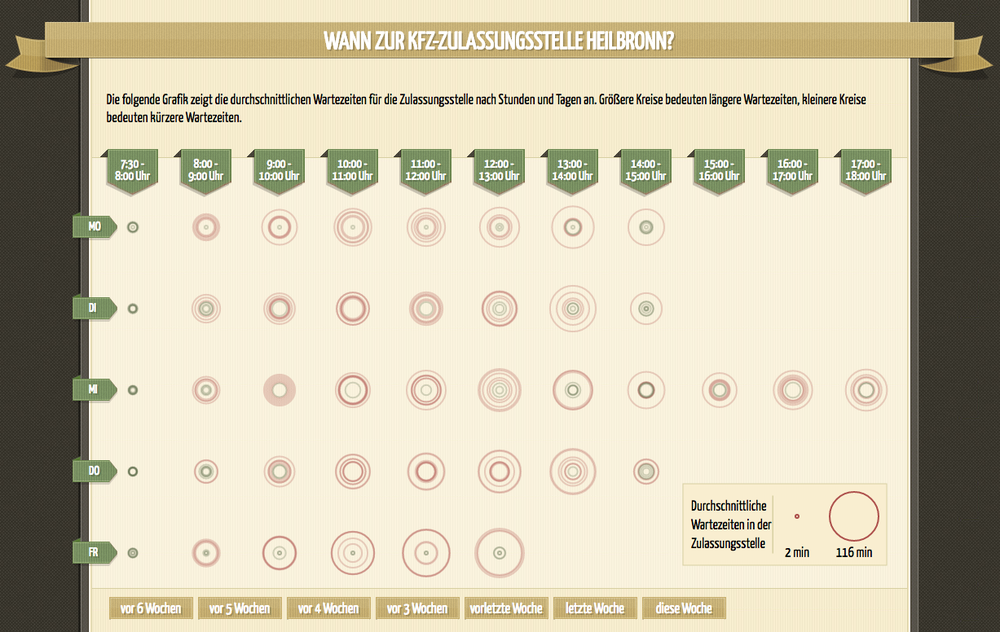 WANN ZUR KFZ-ZULASSUNGSSTELLE HEILBRONN?
Die folgende Grafik zeigt die durchschnittlichen Wartezeiten für die Zulassungsstelle nach Stunden und Tagen an. Größere Kreise bedeuten längere Wartezeiten, kleinere Kreise
bedeuten kürzere Wartezeiten.
7:30 -
8:00 Uhr
8:00 -
9:00 Uhr
9:00 -
10:00 Uhr
10:00 -
11:00 Uhr
11:00 -
12:00 Uhr
12:00 -
13:00 Uhr
13:00 -
14:00 Uhr
14:00 -
15:00 Uhr
15:00 -
16:00 Uhr
16:00 -
17:00 Uhr
17:00 -
18:00 Uhr
MO
DI
MI
DO
FR
Durchschnittliche
Wartezeiten in der
Zulassungsstelle
2 min
116 min
vor 6 Wochen
vor 5 Wochen
vor 4 Wochen
vor 3 Wochen
vorletzte Woche
letzte Woche
diese Woche